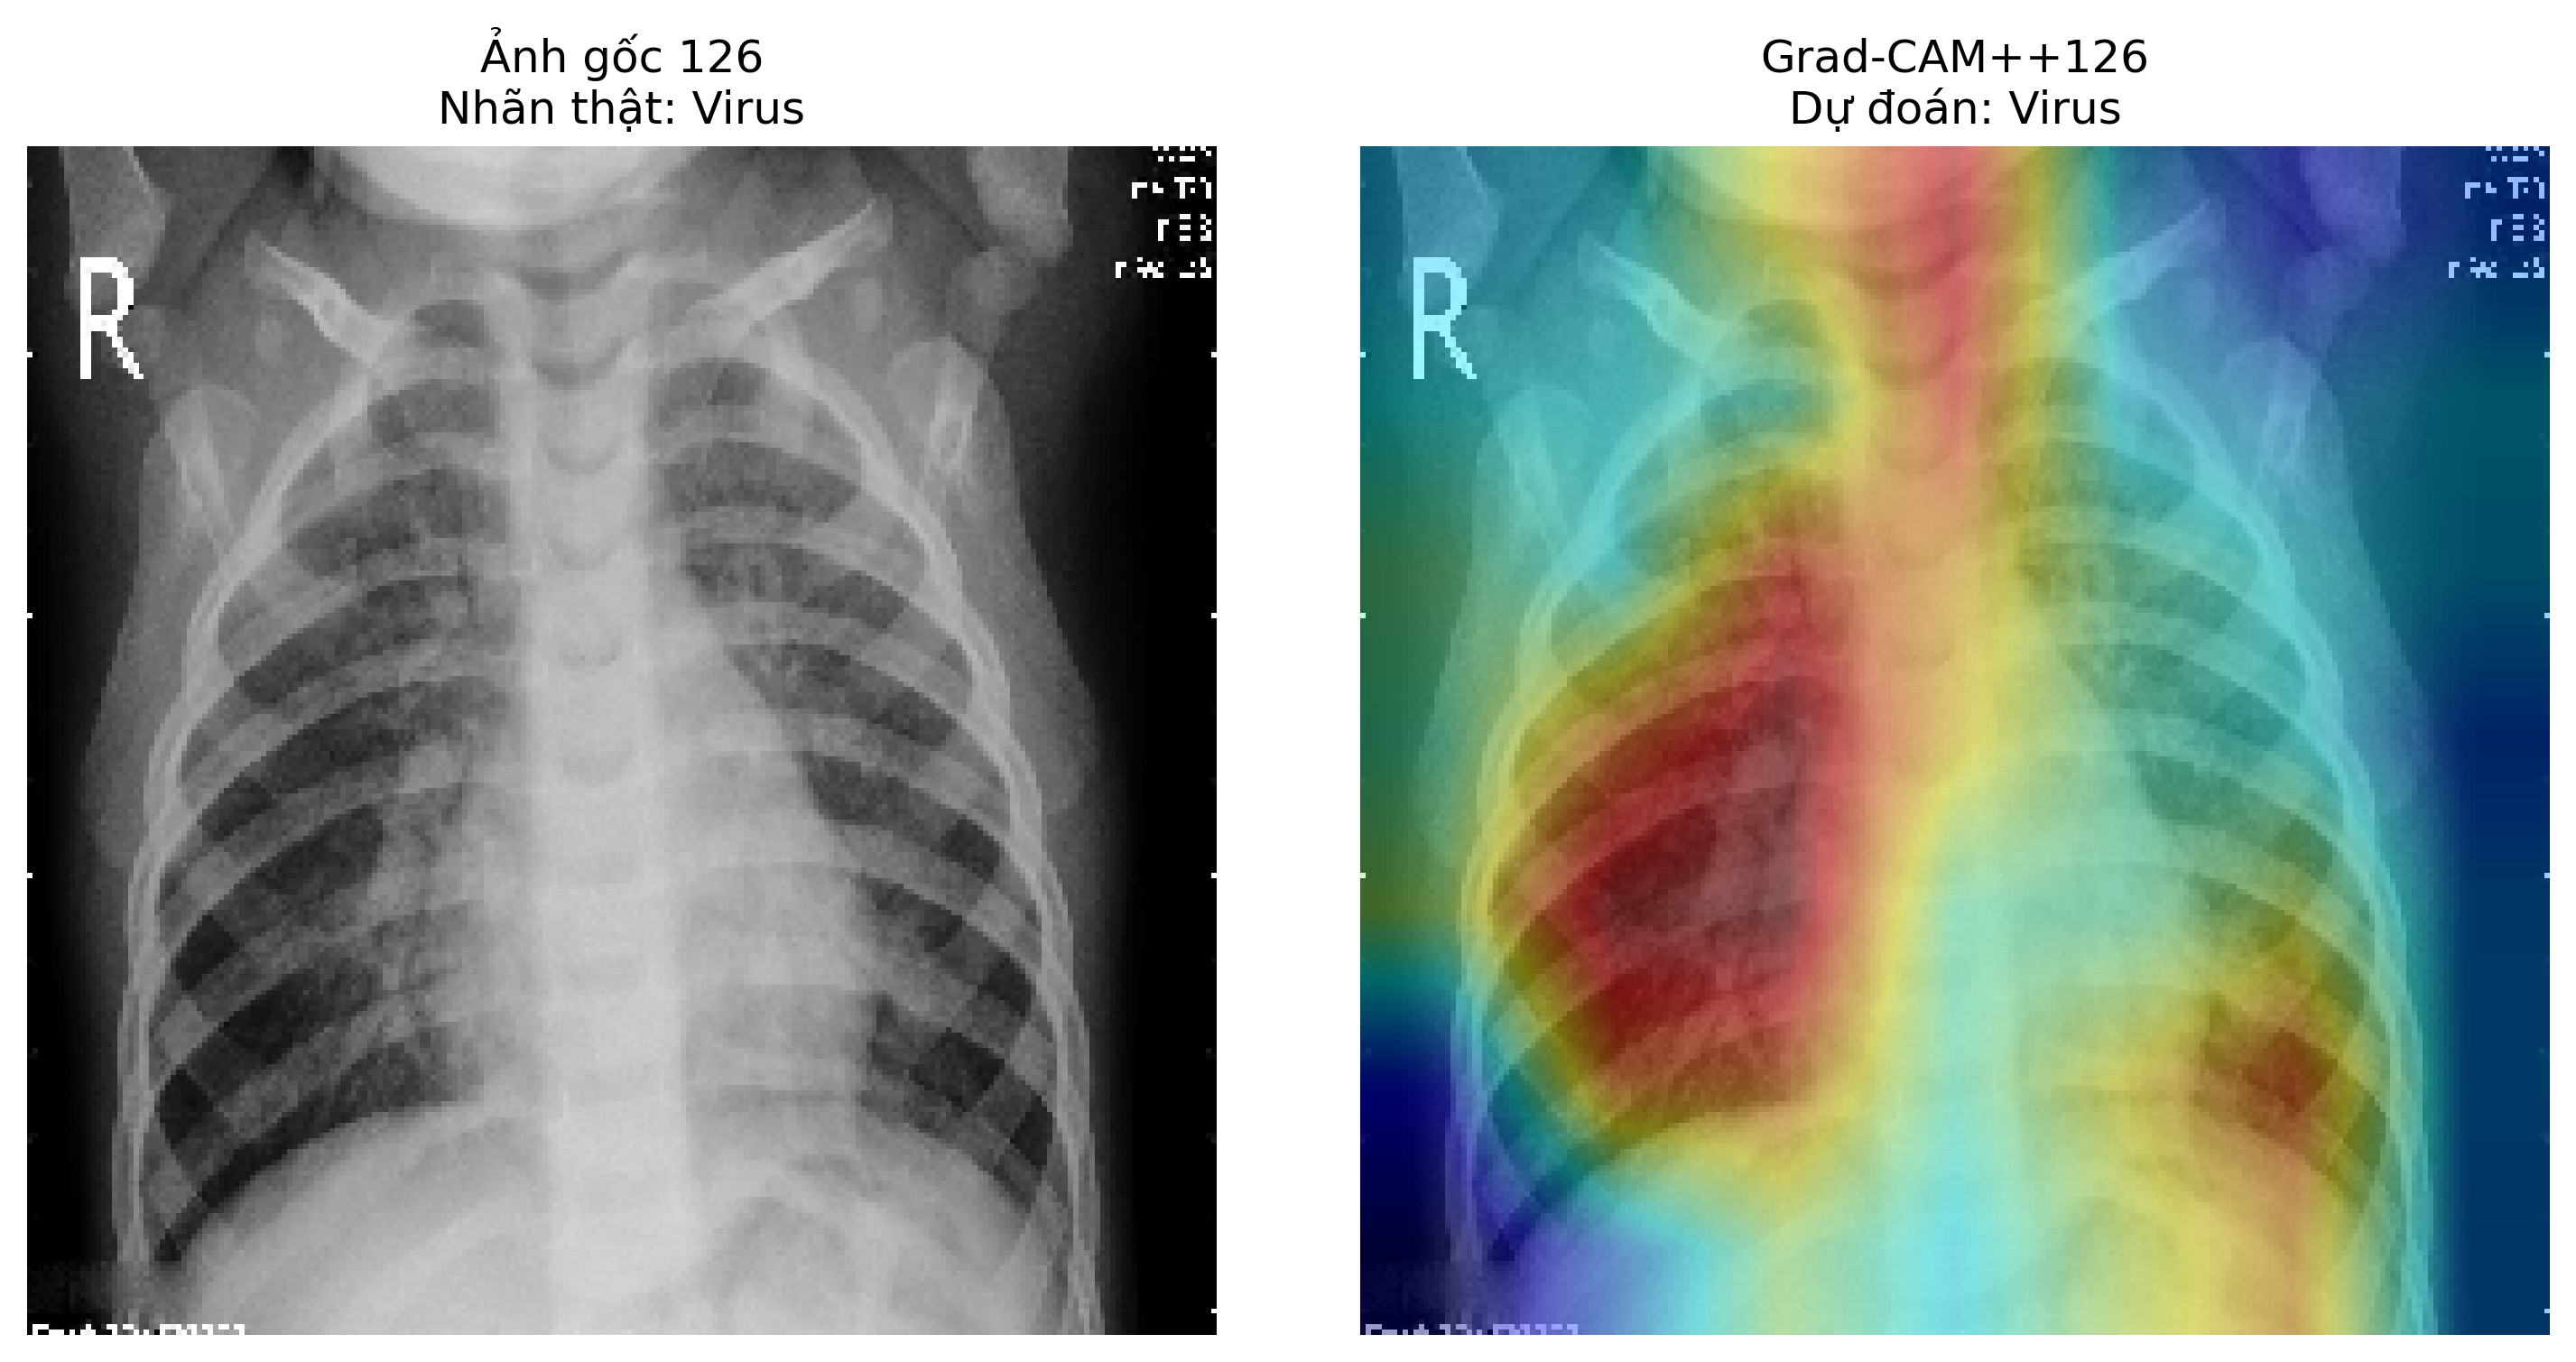 Ảnh gốc 126
Nhãn thật: Virus
Grad-CAM++126
Dự đoán: Virus
R
R